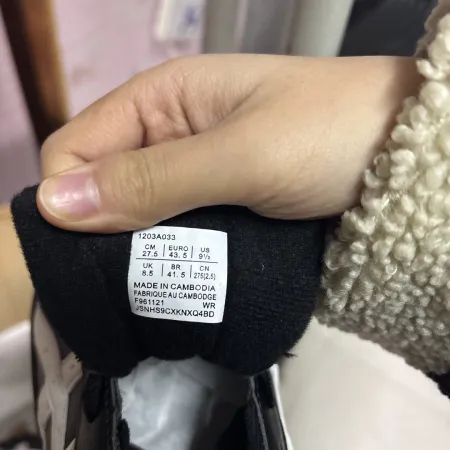 1203A033
CM EURO US
27.5 43.5 9½
UK BR CN
8.5 41.5 275(2.5)
MADE IN CAMBODIA
FABRIQUE AU CAMBODGE
F961121 WR
JSNHS9CXKNXQ4BD